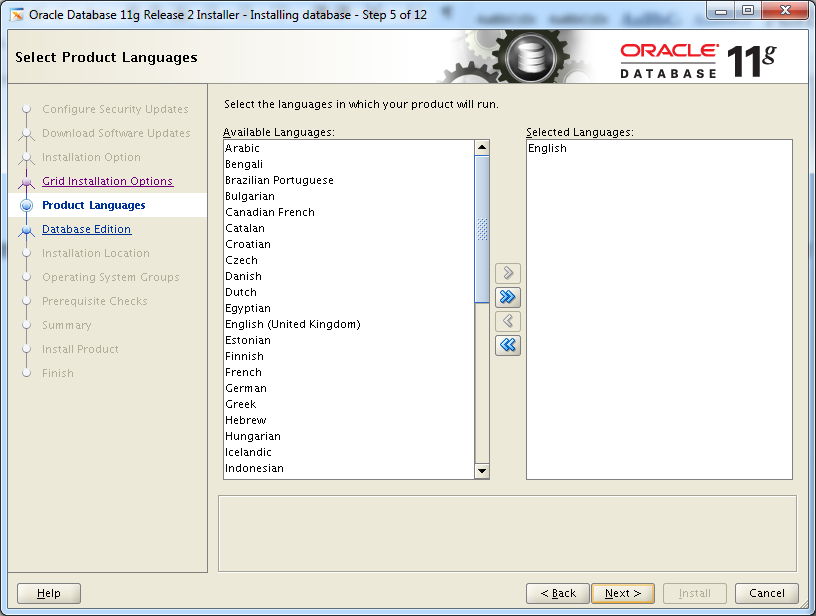 Oracle Database 11g Release 2 Installer - Installing database - Step 5 of 12
Select Product Languages
ORACLE
DATABASE 11g
Configure Security Updates
Download Software Updates
Installation Option
Grid Installation Options
Product Languages
Database Edition
Installation Location
Operating System Groups
Prerequisite Checks
Summary
Install Product
Finish
Select the languages in which your product will run.
Available Languages:
Arabic
Bengali
Brazilian Portuguese
Bulgarian
Canadian French
Catalan
Croatian
Czech
Danish
Dutch
Egyptian
English (United Kingdom)
Estonian
Finnish
French
German
Greek
Hebrew
Hungarian
Icelandic
Indonesian
Selected Languages:
English
Help
< Back
Next >
Install
Cancel